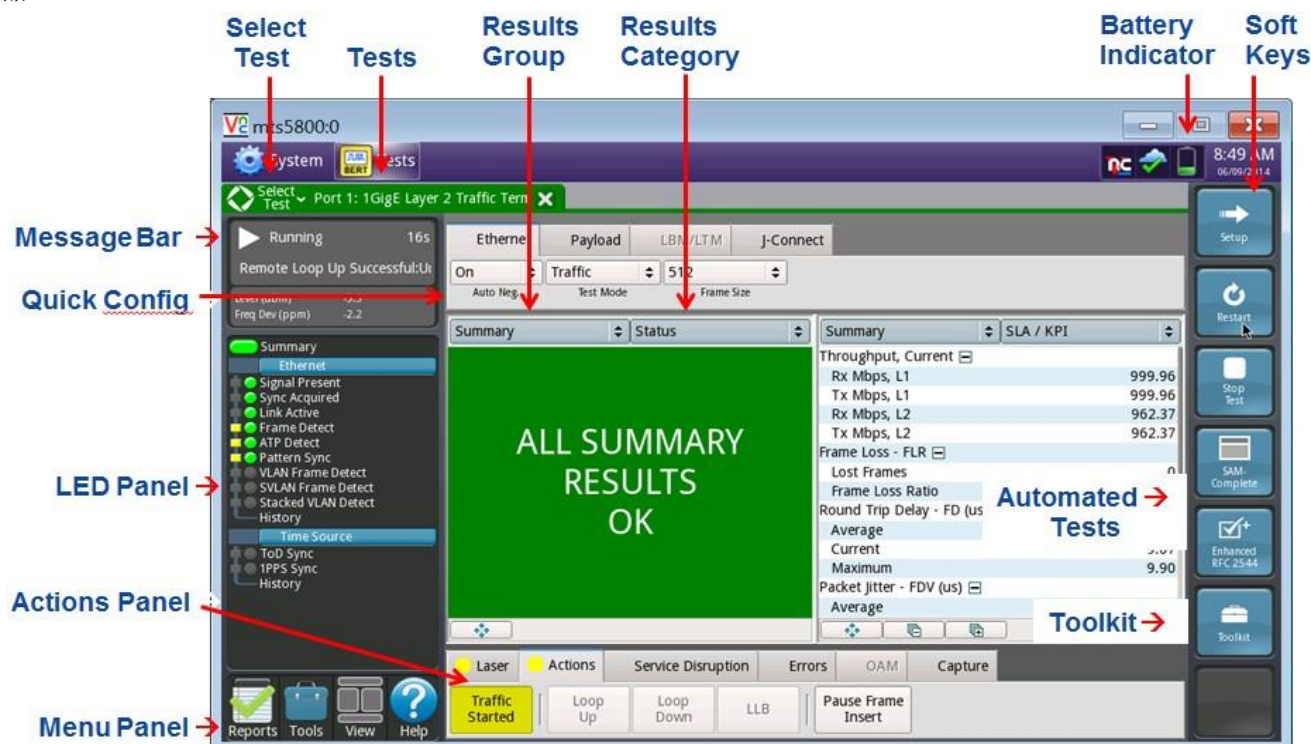 Select Test
Tests
Results Group
Results Category
Battery Indicator
Soft Keys
mts5800:0
System
BERT
Tests
8:49 AM
06/09/2014
Select Test
Port 1: 1GigE Layer 2 Traffic Term
Message Bar
Running 16s
Remote Loop Up Successful:
Quick Config
Level (dBm)
Freq Dev (ppm) -2.2
Ethernet
Payload
LBM/LTM
J-Connect
On
Traffic
512
Auto Neg.
Test Mode
Frame Size
Summary
Status
Summary
SLA / KPI
LED Panel
Summary
Ethernet
Signal Present
Sync Acquired
Link Active
Frame Detect
ATP Detect
Pattern Sync
VLAN Frame Detect
SVLAN Frame Detect
Stacked VLAN Detect
History
Time Source
ToD Sync
1PPS Sync
History
ALL SUMMARY
RESULTS
OK
Throughput, Current
Rx Mbps, L1 999.96
Tx Mbps, L1 999.96
Rx Mbps, L2 962.37
Tx Mbps, L2 962.37
Frame Loss - FLR
Lost Frames 0
Frame Loss Ratio
Round Trip Delay - FD (us
Average
Current
Maximum 9.90
Packet Jitter - FDV (us)
Average
Automated Tests
Toolkit
Setup
Restart
Stop Test
SAM-Complete
Enhanced RFC 2544
Toolkit
Actions Panel
Laser
Actions
Service Disruption
Errors
OAM
Capture
Traffic Started
Loop Up
Loop Down
LLB
Pause Frame Insert
Menu Panel
Reports
Tools
View
Help